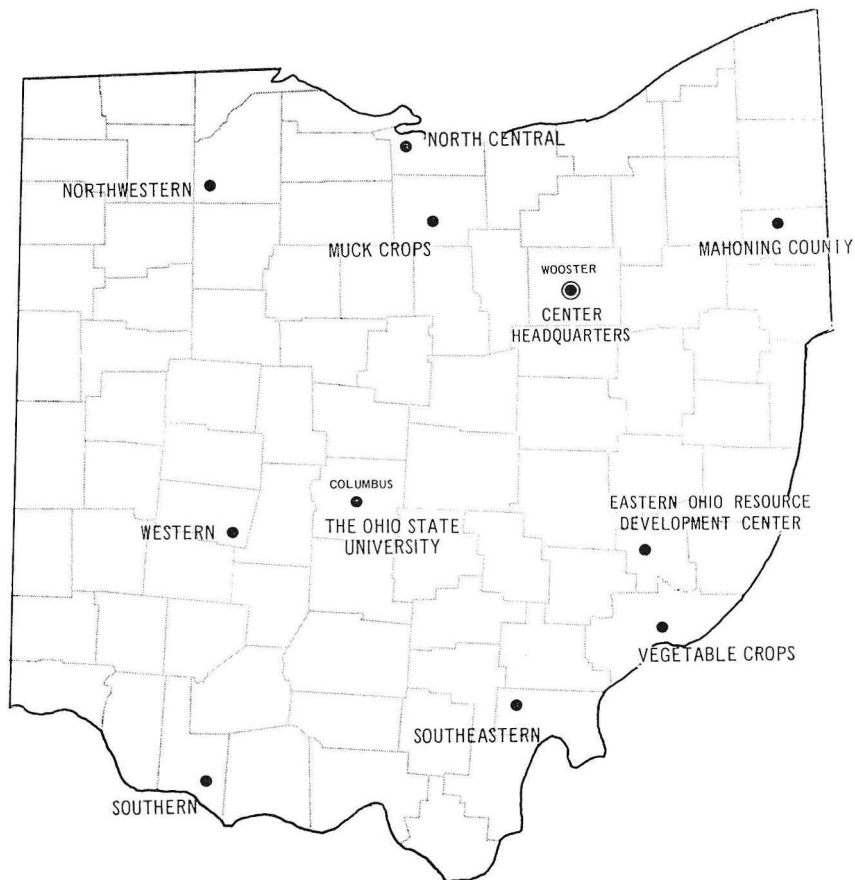 NORTH CENTRAL
NORTHWESTERN
MUCK CROPS
MAHONING COUNTY
WOOSTER
CENTER
HEADQUARTERS
COLUMBUS
THE OHIO STATE
UNIVERSITY
EASTERN OHIO RESOURCE
DEVELOPMENT CENTER
WESTERN
VEGETABLE CROPS
SOUTHEASTERN
SOUTHERN